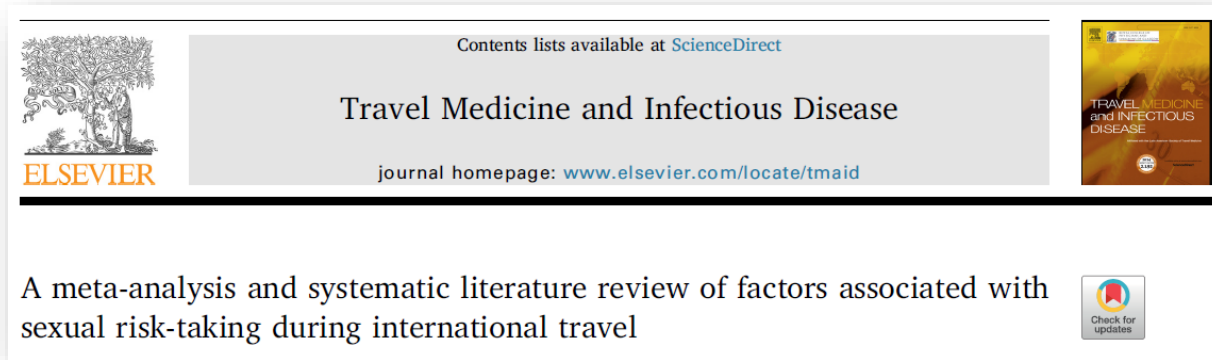 Contents lists available at ScienceDirect
Travel Medicine and Infectious Disease
journal homepage: www.elsevier.com/locate/tmaid
ELSEVIER
TRAVEL MEDICINE
and INFECTIOUS
DISEASE
A meta-analysis and systematic literature review of factors associated with
sexual risk-taking during international travel
Check for
updates